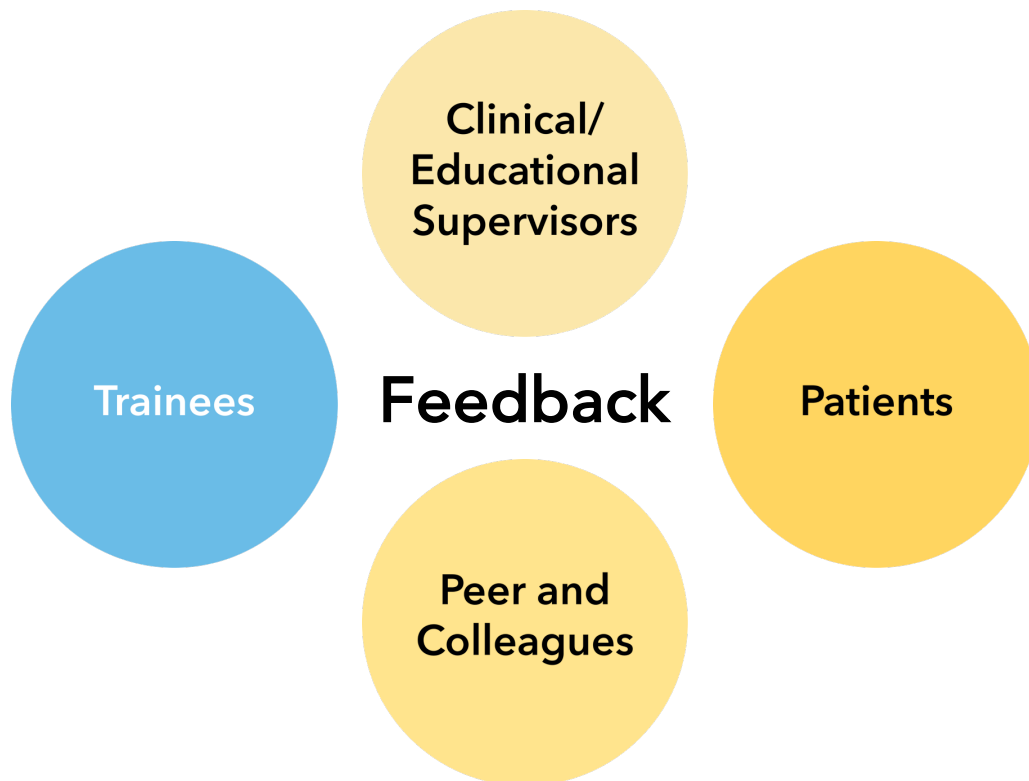 Clinical/
Educational
Supervisors
Trainees
Feedback
Patients
Peer and
Colleagues